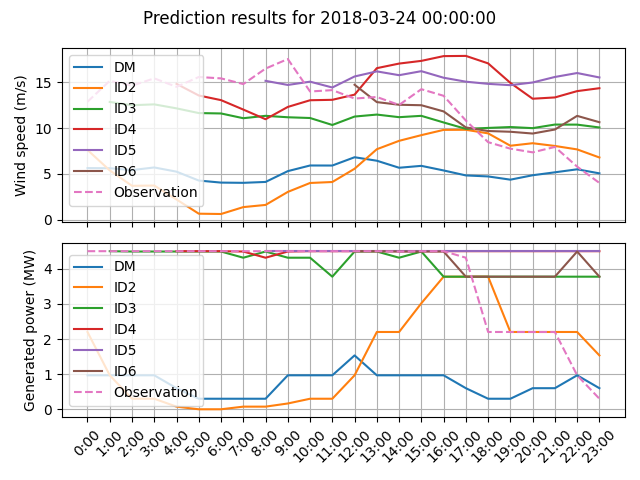 Prediction results for 2018-03-24 00:00:00
Wind speed (m/s)
15
10
5
0
DM
ID2
ID3
ID4
ID5
ID6
Observation
Generated power (MW)
4
3
2
1
0
DM
ID2
ID3
ID4
ID5
ID6
Observation
0:00 1:00 2:00 3:00 4:00 5:00 6:00 7:00 8:00 9:00 10:00 11:00 12:00 13:00 14:00 15:00 16:00 17:00 18:00 19:00 20:00 21:00 22:00 23:00